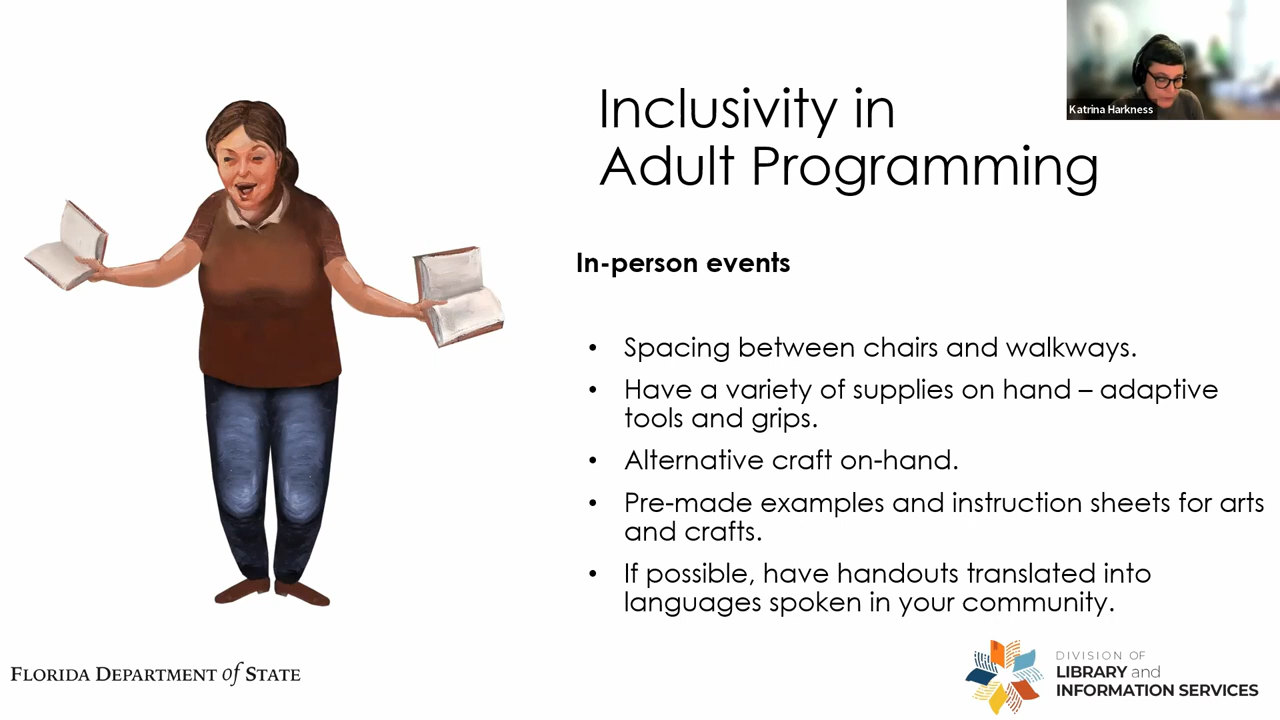 Katrina Harkness
Inclusivity in
Adult Programming
In-person events
• Spacing between chairs and walkways.
• Have a variety of supplies on hand – adaptive
tools and grips.
• Alternative craft on-hand.
• Pre-made examples and instruction sheets for arts
and crafts.
• If possible, have handouts translated into
languages spoken in your community.
FLORIDA DEPARTMENT of STATE
DIVISION OF
LIBRARY and
INFORMATION SERVICES